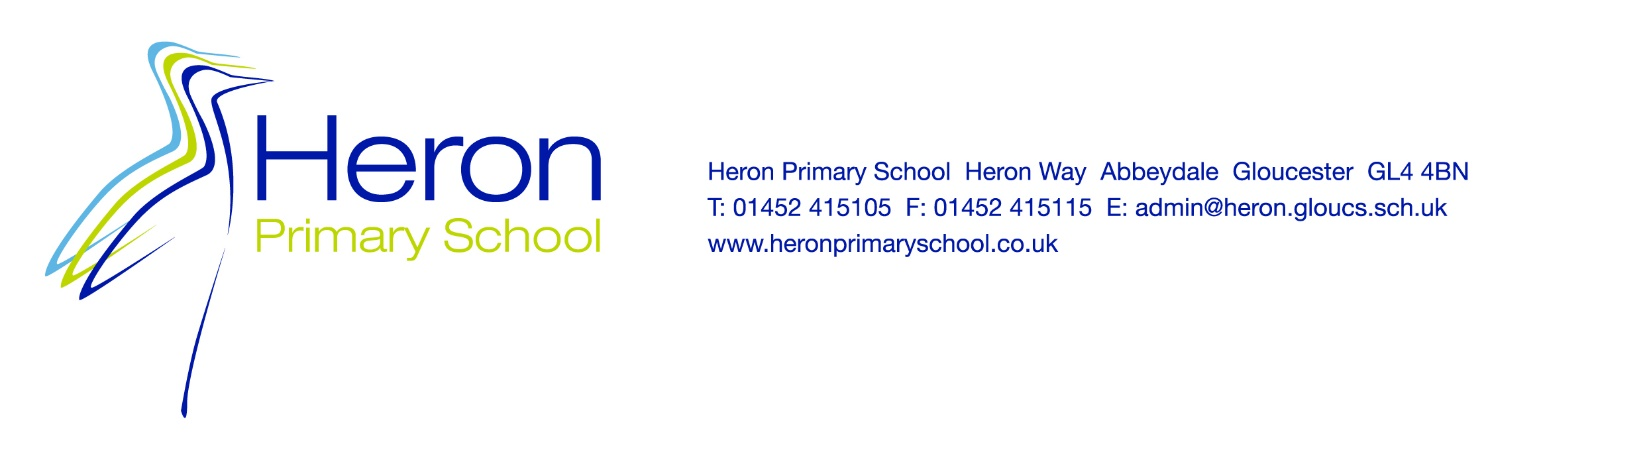 Heron
Primary School
Heron Primary School  Heron Way  Abbeydale  Gloucester  GL4 4BN
T: 01452 415105  F: 01452 415115  E: admin@heron.gloucs.sch.uk
www.heronprimaryschool.co.uk